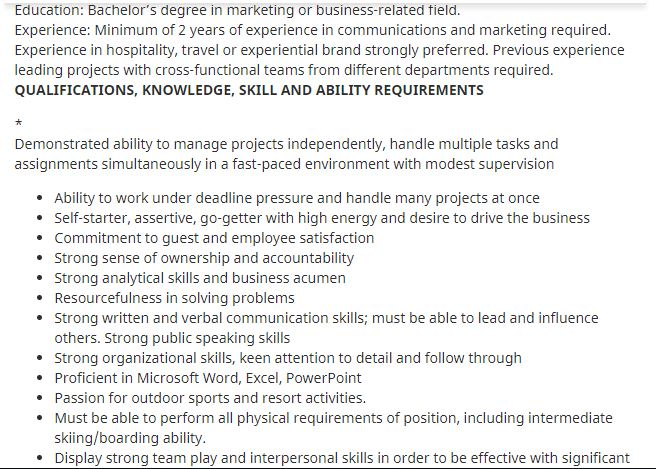 Education: Bachelor's degree in marketing or business-related field.
Experience: Minimum of 2 years of experience in communications and marketing required.
Experience in hospitality, travel or experiential brand strongly preferred. Previous experience
leading projects with cross-functional teams from different departments required.
QUALIFICATIONS, KNOWLEDGE, SKILL AND ABILITY REQUIREMENTS
*
Demonstrated ability to manage projects independently, handle multiple tasks and
assignments simultaneously in a fast-paced environment with modest supervision
• Ability to work under deadline pressure and handle many projects at once
• Self-starter, assertive, go-getter with high energy and desire to drive the business
• Commitment to guest and employee satisfaction
• Strong sense of ownership and accountability
• Strong analytical skills and business acumen
• Resourcefulness in solving problems
• Strong written and verbal communication skills; must be able to lead and influence
others. Strong public speaking skills
• Strong organizational skills, keen attention to detail and follow through
• Proficient in Microsoft Word, Excel, PowerPoint
• Passion for outdoor sports and resort activities.
• Must be able to perform all physical requirements of position, including intermediate
skiing/boarding ability.
• Display strong team play and interpersonal skills in order to be effective with significant